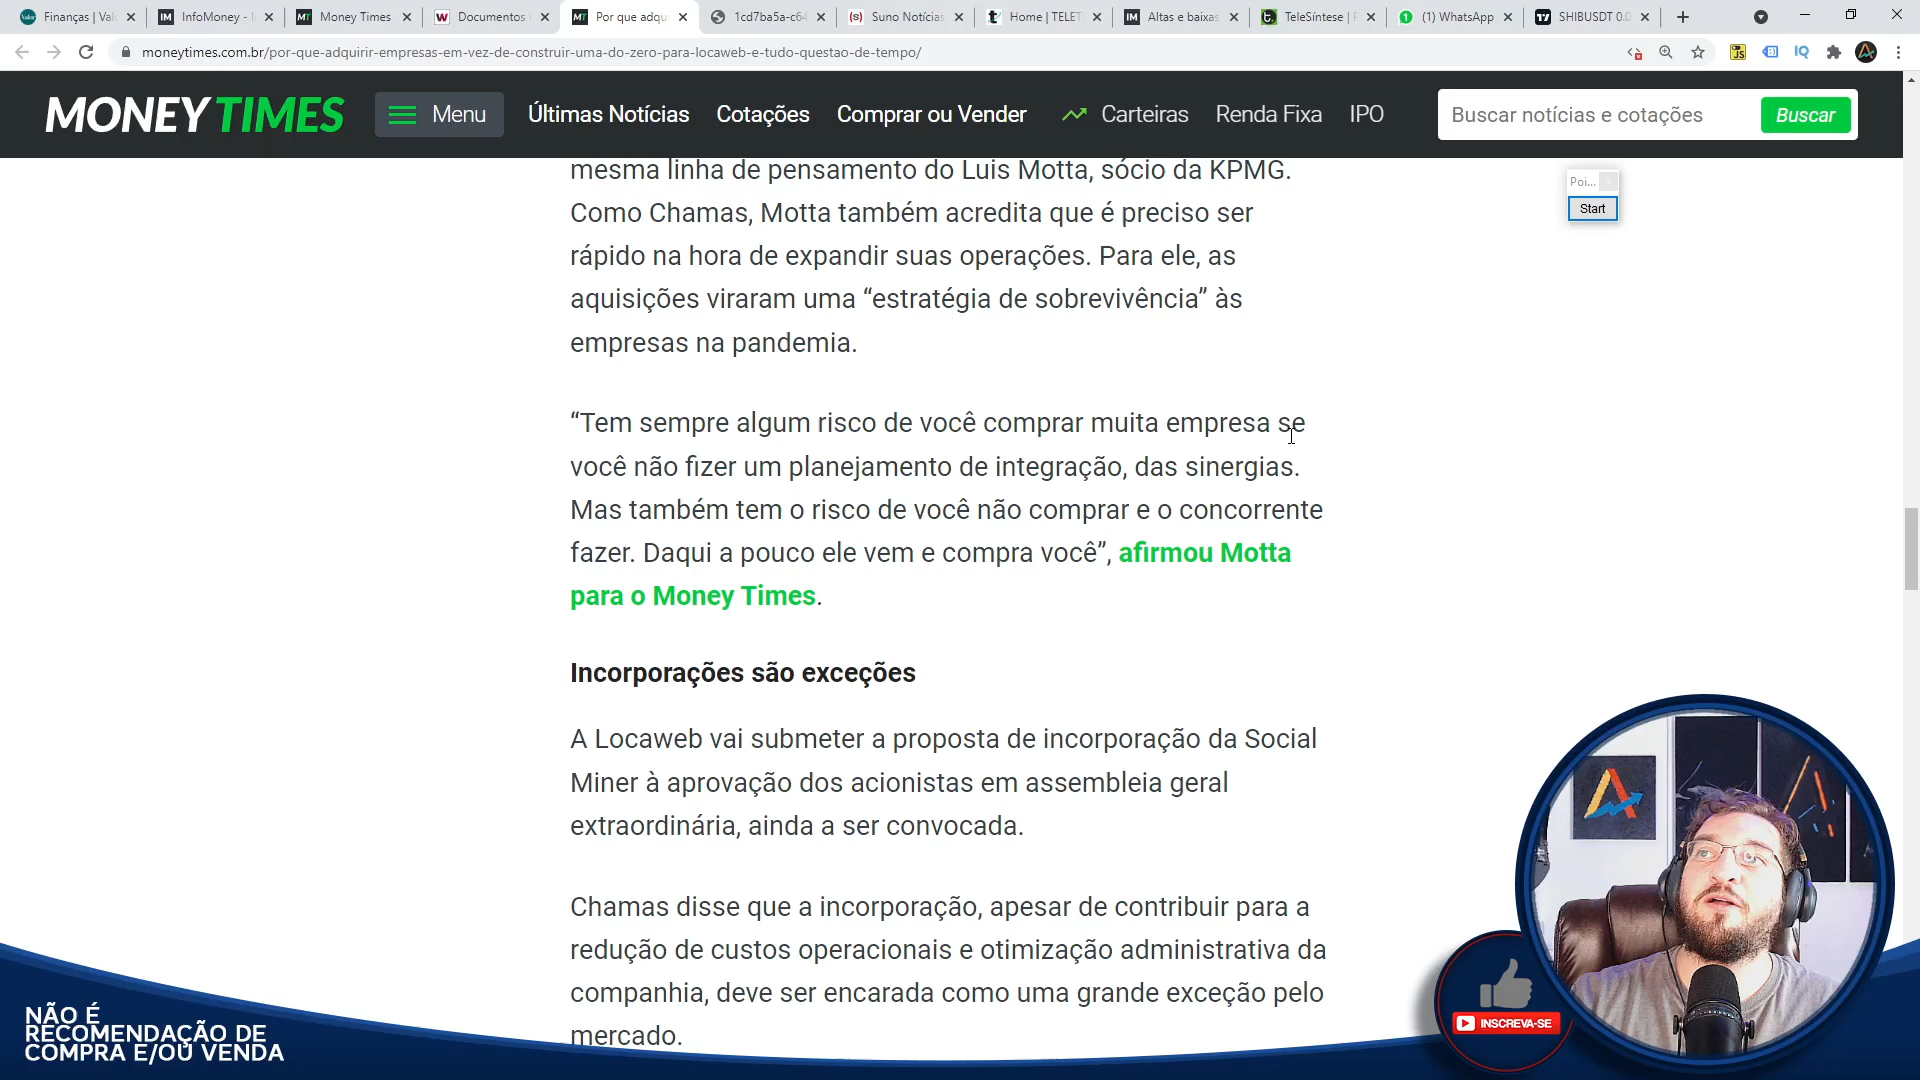 Finanças | Val
InfoMoney - I
Money Times
Documentos
Por que adqu
1cd7ba5a-c64
Suno Notícias
Home | TELET
Altas e baixas
TeleSíntese | P
(1) WhatsApp
SHIBUSDT 0.0
moneytimes.com.br/por-que-adquirir-empresas-em-vez-de-construir-uma-do-zero-para-locaweb-e-tudo-questao-de-tempo/
MONEYTIMES
Menu
Últimas Notícias
Cotações
Comprar ou Vender
Carteiras
Renda Fixa
IPO
Buscar notícias e cotações
Buscar
Poi...
Start
mesma linha de pensamento do Luis Motta, sócio da KPMG.
Como Chamas, Motta também acredita que é preciso ser
rápido na hora de expandir suas operações. Para ele, as
aquisições viraram uma “estratégia de sobrevivência” às
empresas na pandemia.
“Tem sempre algum risco de você comprar muita empresa se
você não fizer um planejamento de integração, das sinergias.
Mas também tem o risco de você não comprar e o concorrente
fazer. Daqui a pouco ele vem e compra você”, afirmou Motta
para o Money Times.
Incorporações são exceções
A Locaweb vai submeter a proposta de incorporação da Social
Miner à aprovação dos acionistas em assembleia geral
extraordinária, ainda a ser convocada.
Chamas disse que a incorporação, apesar de contribuir para a
redução de custos operacionais e otimização administrativa da
companhia, deve ser encarada como uma grande exceção pelo
mercado.
NÃO É
RECOMENDAÇÃO DE
COMPRA E/OU VENDA
INSCREVA-SE